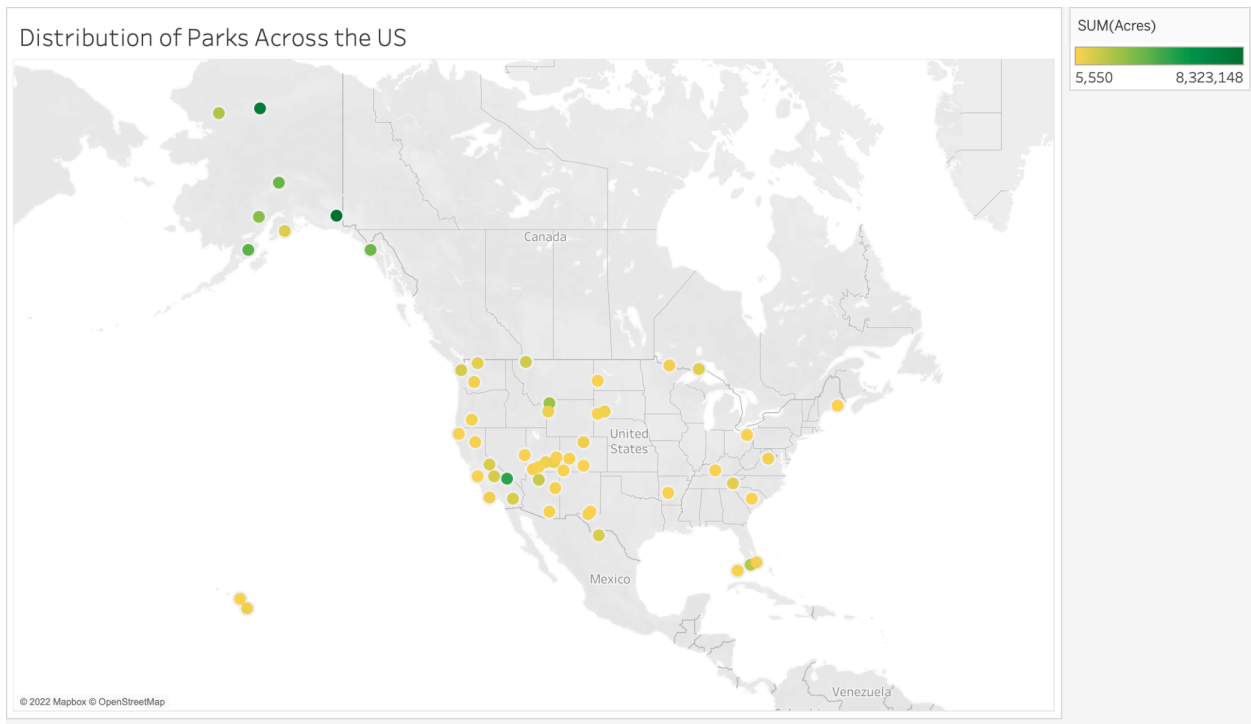 Distribution of Parks Across the US
SUM(Acres)
5,550 8,323,148
Canada
United
States
Mexico
Venezuela
© 2022 Mapbox © OpenStreetMap